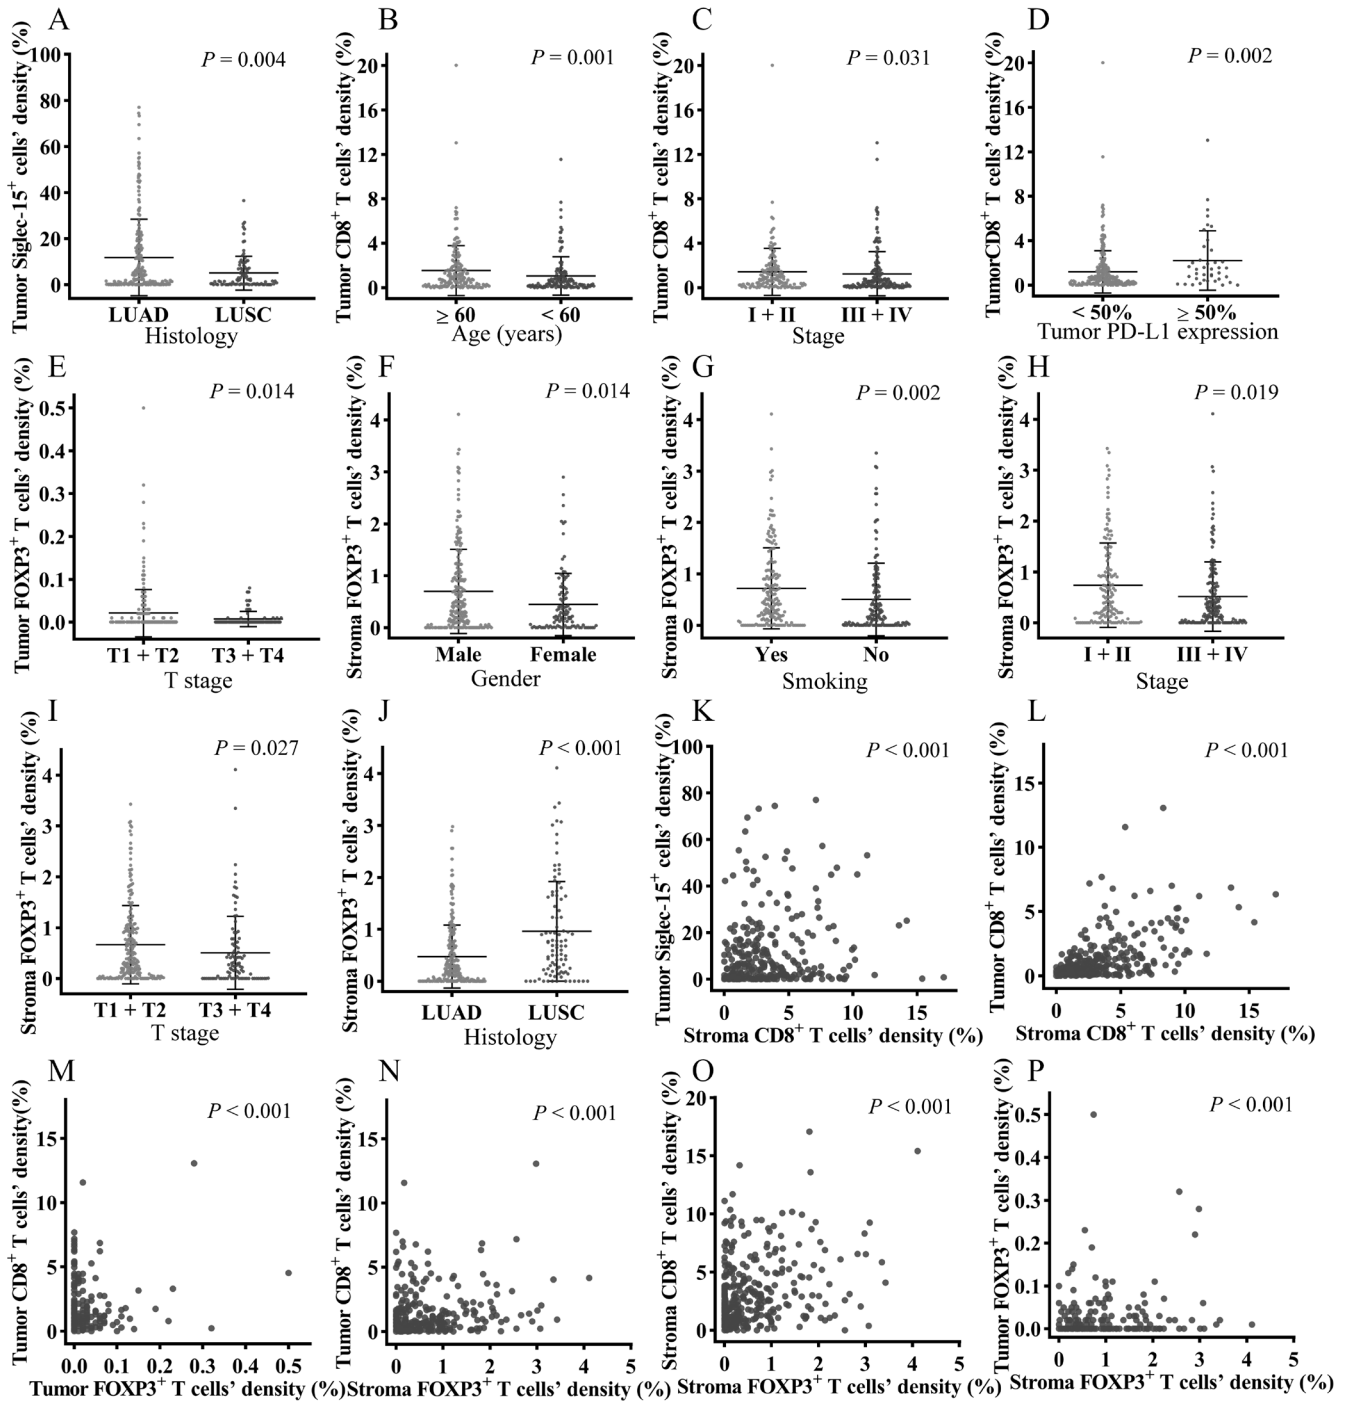 A
Tumor Siglec-15+ cells' density (%)
P = 0.004
100
80
60
40
20
0
LUAD LUSC
Histology
B
Tumor CD8+ T cells' density (%)
P = 0.001
20
16
12
8
4
0
≥ 60 < 60
Age (years)
C
Tumor CD8+ T cells' density (%)
P = 0.031
20
16
12
8
4
0
I + II III + IV
Stage
D
TumorCD8+ T cells' density (%)
P = 0.002
20
16
12
8
4
0
< 50% ≥ 50%
Tumor PD-L1 expression
E
Tumor FOXP3+ T cells' density (%)
P = 0.014
0.5
0.4
0.3
0.2
0.1
0.0
T1 + T2 T3 + T4
T stage
F
Stroma FOXP3+ T cells' density (%)
P = 0.014
4
3
2
1
0
Male Female
Gender
G
Stroma FOXP3+ T cells' density (%)
P = 0.002
4
3
2
1
0
Yes No
Smoking
H
Stroma FOXP3+ T cells' density (%)
P = 0.019
4
3
2
1
0
I + II III + IV
Stage
I
Stroma FOXP3+ T cells' density (%)
P = 0.027
4
3
2
1
0
T1 + T2 T3 + T4
T stage
J
Stroma FOXP3+ T cells' density (%)
P < 0.001
4
3
2
1
0
LUAD LUSC
Histology
K
Tumor Siglec-15+ cells' density (%)
P < 0.001
100
80
60
40
20
0
0 5 10 15
Stroma CD8+ T cells' density (%)
L
Tumor CD8+ T cells' density (%)
P < 0.001
15
10
5
0
0 5 10 15
Stroma CD8+ T cells' density (%)
M
Tumor CD8+ T cells' density(%)
P < 0.001
15
10
5
0
0.0 0.1 0.2 0.3 0.4 0.5
Tumor FOXP3+ T cells' density (%)
N
Tumor CD8+ T cells' density (%)
P < 0.001
15
10
5
0
0 1 2 3 4 5
Stroma FOXP3+ T cells' density (%)
O
Stroma CD8+ T cells' density (%)
P < 0.001
20
15
10
5
0
0 1 2 3 4 5
Stroma FOXP3+ T cells' density (%)
P
Tumor FOXP3+ T cells' density (%)
P < 0.001
0.5
0.4
0.3
0.2
0.1
0.0
0 1 2 3 4 5
Stroma FOXP3+ T cells' density (%)